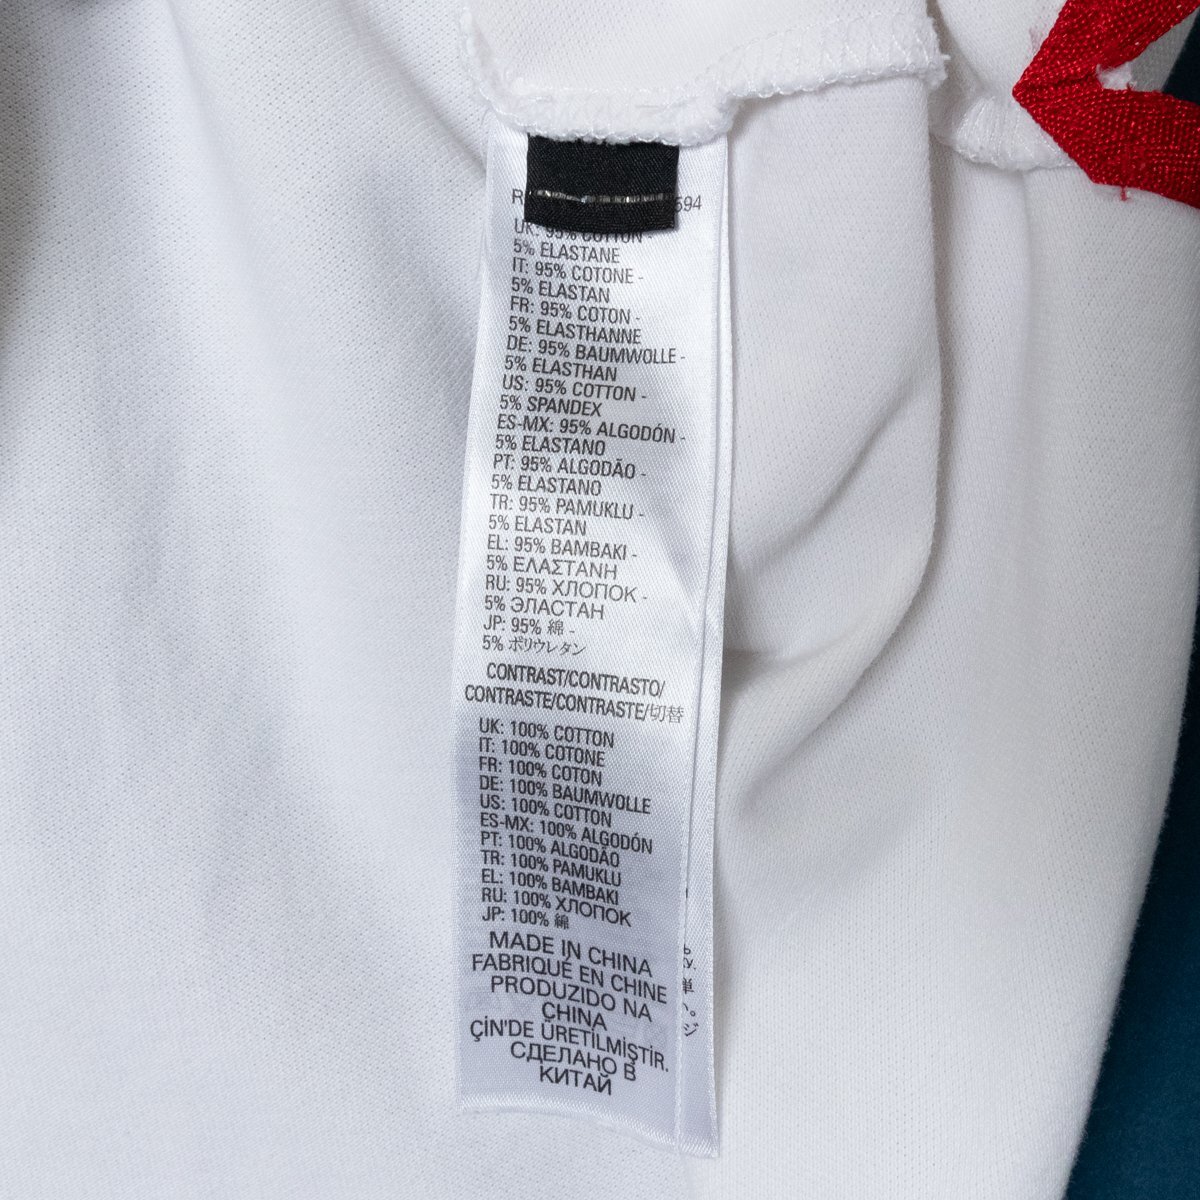 594
UK: 95% COTTON -
5% ELASTANE
IT: 95% COTONE -
5% ELASTAN
FR: 95% COTON -
5% ELASTHANNE
DE: 95% BAUMWOLLE -
5% ELASTHAN
US: 95% COTTON -
5% SPANDEX
ES-MX: 95% ALGODÓN -
5% ELASTANO
PT: 95% ALGODÃO -
5% ELASTANO
TR: 95% PAMUKLU -
5% ELASTAN
EL: 95% BAMBAKI -
5% ΕΛΑΣΤΑΝΗ
RU: 95% ХЛОПОК -
5% ЭЛАСТАН
JP: 95% 綿 -
5% ポリウレタン
CONTRAST/CONTRASTO/
CONTRASTE/CONTRASTE/切替
UK: 100% COTTON
IT: 100% COTONE
FR: 100% COTON
DE: 100% BAUMWOLLE
US: 100% COTTON
ES-MX: 100% ALGODÓN
PT: 100% ALGODÃO
TR: 100% PAMUKLU
EL: 100% BAMBAKI
RU: 100% ХЛОПОК
JP: 100% 綿
MADE IN CHINA
FABRIQUÉ EN CHINE
PRODUZIDO NA
CHINA
ÇİN'DE ÜRETİLMİŞTİR.
СДЕЛАНО В
КИТАЙ